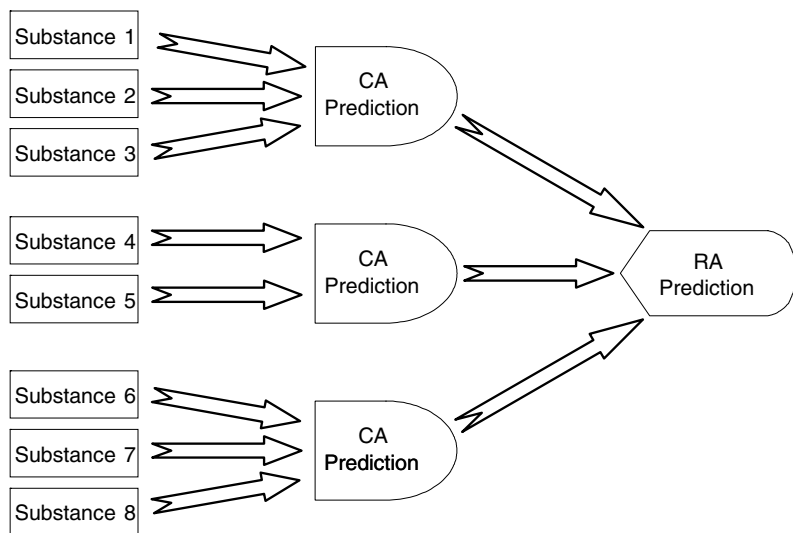 Substance 1
Substance 2
Substance 3
CA
Prediction
Substance 4
Substance 5
CA
Prediction
Substance 6
Substance 7
Substance 8
CA
Prediction
RA
Prediction